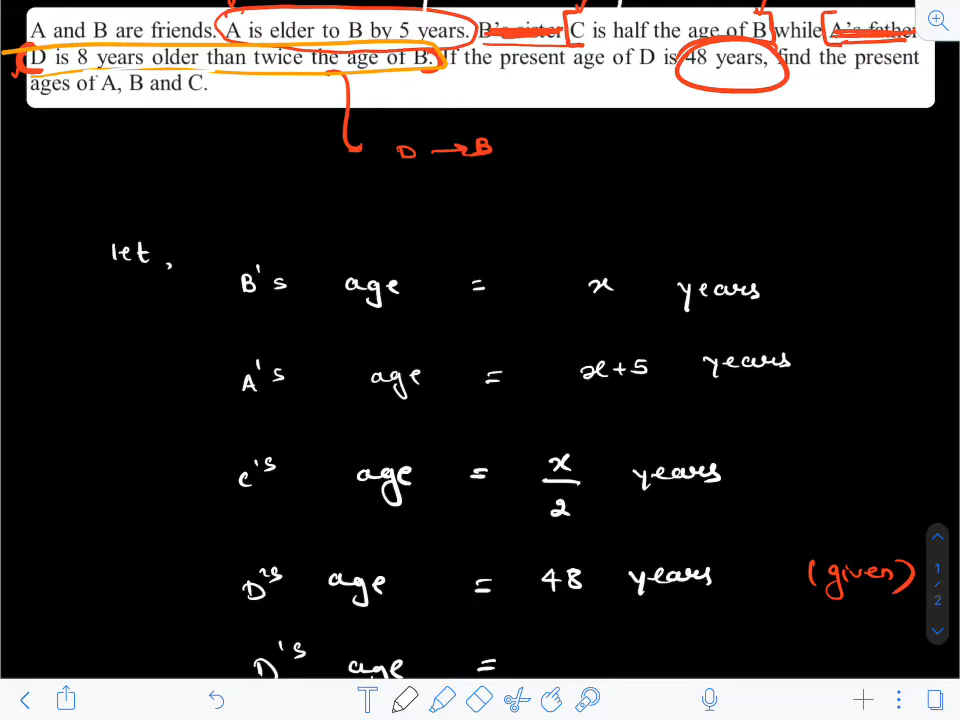 A and B are friends. A is elder to B by 5 years. B's sister C is half the age of B while A's father
D is 8 years older than twice the age of B. If the present age of D is 48 years, find the present
ages of A, B and C.
D → B
let,
B's age = x years
A's age = x+5 years
C's age = x/2 years
D's age = 48 years (given)
D's age =
1/2
T